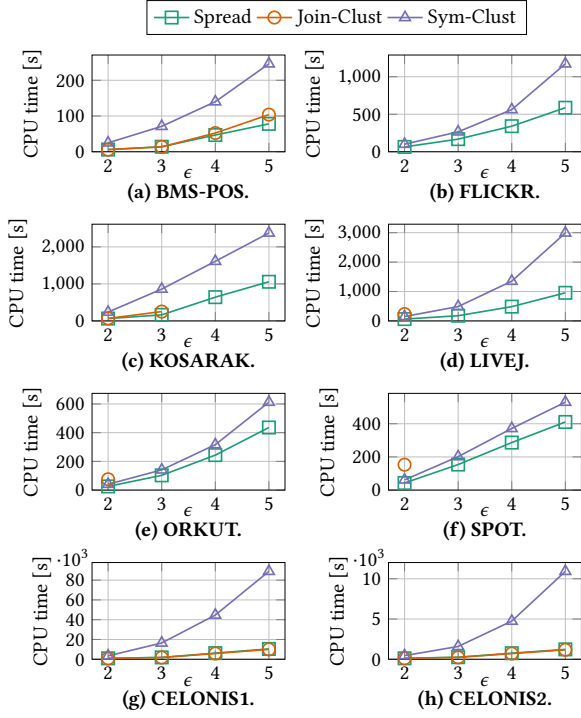 Spread Join-Clust Sym-Clust
CPU time [s]
200
100
0
2 3 4 5
ϵ
(a) BMS-POS.
CPU time [s]
1,000
500
0
2 3 4 5
ϵ
(b) FLICKR.
CPU time [s]
2,000
1,000
0
2 3 4 5
ϵ
(c) KOSARAK.
CPU time [s]
3,000
2,000
1,000
0
2 3 4 5
ϵ
(d) LIVEJ.
CPU time [s]
600
400
200
0
2 3 4 5
ϵ
(e) ORKUT.
CPU time [s]
400
200
0
2 3 4 5
ϵ
(f) SPOT.
CPU time [s]
·10³
80
60
40
20
0
2 3 4 5
ϵ
(g) CELONIS1.
CPU time [s]
·10³
10
5
0
2 3 4 5
ϵ
(h) CELONIS2.